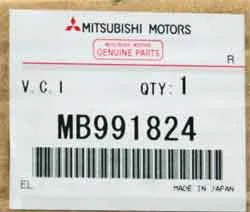 MITSUBISHI MOTORS
MITSUBISHI MOTORS
GENUINE PARTS
R
V.C.I QTY: 1
MB991824
EL
MADE IN JAPAN